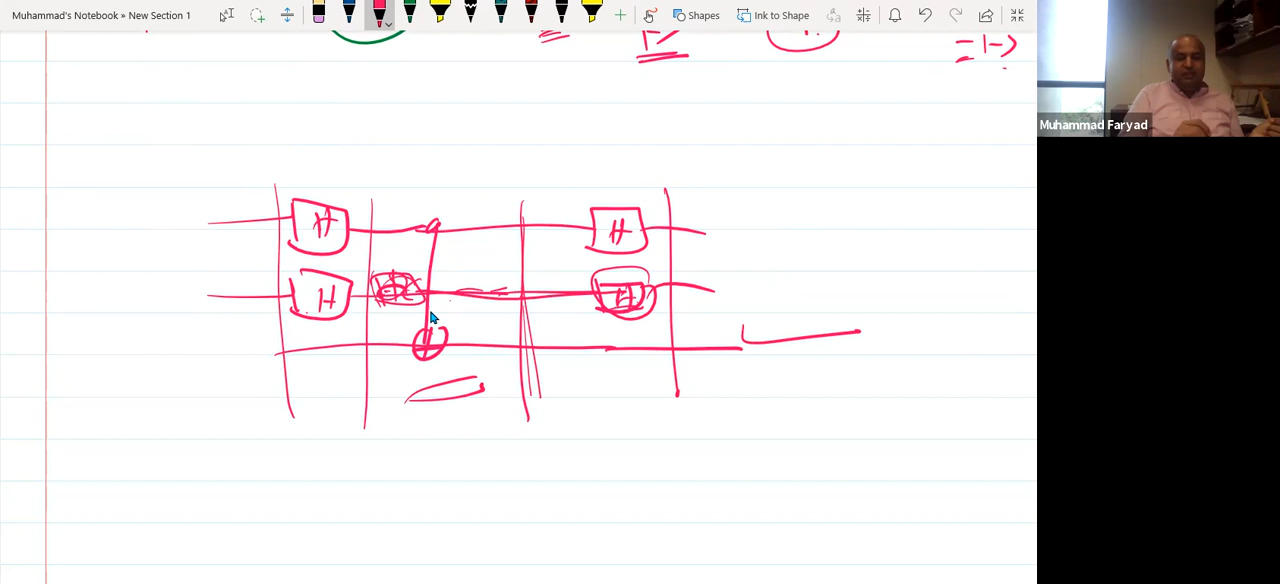 Muhammad's Notebook » New Section 1
Shapes
Ink to Shape
Muhammad Faryad
H
H
H
H